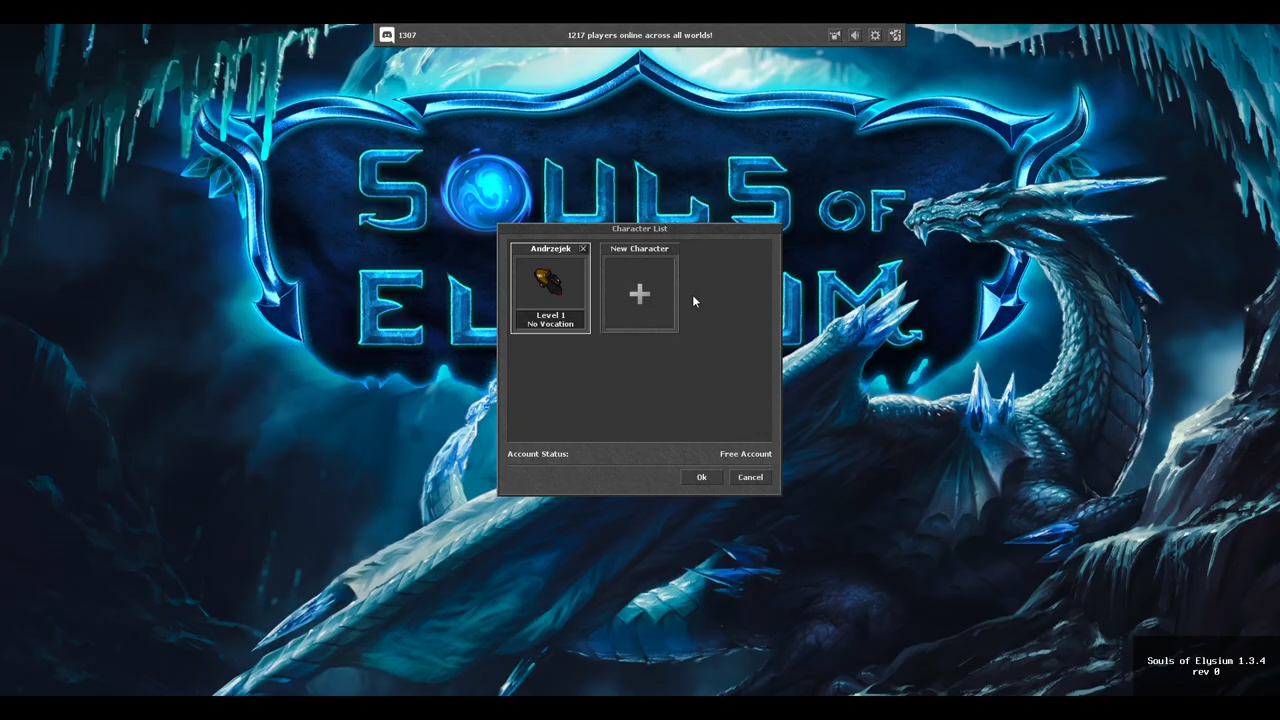 1307
1217 players online across all worlds!
SOULS OF
Character List
Andrzejek
New Character
Level 1
No Vocation
Account Status:
Free Account
Ok
Cancel
Souls of Elysium 1.3.4
rev 0